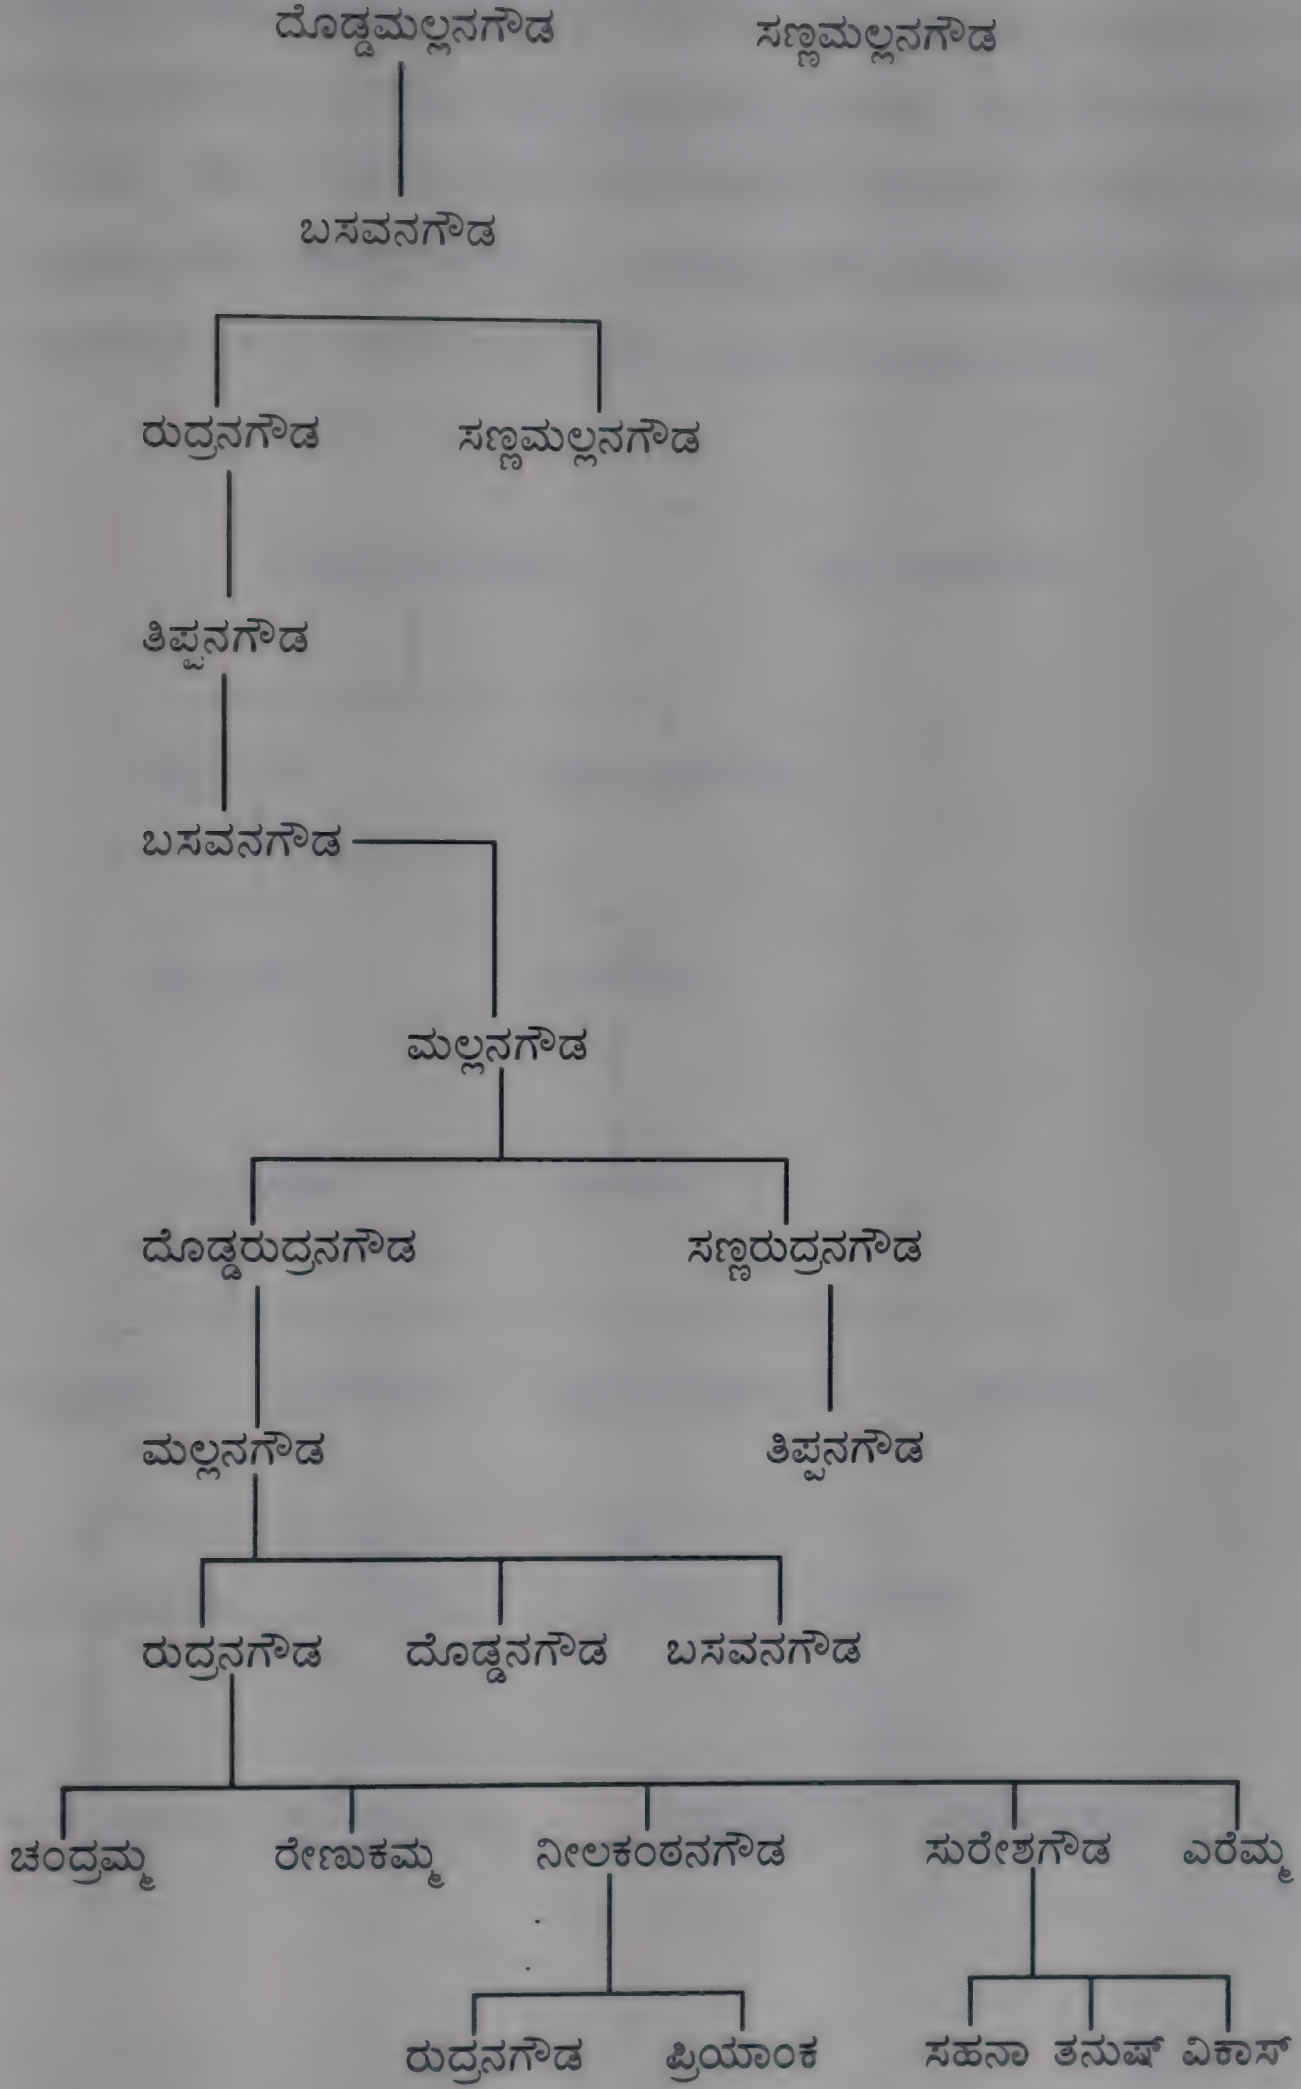 ದೊಡ್ಡಮಲ್ಲನಗೌಡ ಸಣ್ಣಮಲ್ಲನಗೌಡ
ಬಸವನಗೌಡ
ರುದ್ರನಗೌಡ ಸಣ್ಣಮಲ್ಲನಗೌಡ
ತಿಪ್ಪನಗೌಡ
ಬಸವನಗೌಡ
ಮಲ್ಲನಗೌಡ
ದೊಡ್ಡರುದ್ರನಗೌಡ ಸಣ್ಣರುದ್ರನಗೌಡ
ಮಲ್ಲನಗೌಡ ತಿಪ್ಪನಗೌಡ
ರುದ್ರನಗೌಡ ದೊಡ್ಡನಗೌಡ ಬಸವನಗೌಡ
ಚಂದ್ರಮ್ಮ ರೇಣುಕಮ್ಮ ನೀಲಕಂಠನಗೌಡ ಸುರೇಶಗೌಡ ಎರೆಮ್ಮ
ರುದ್ರನಗೌಡ ಪ್ರಿಯಾಂಕ ಸಹನಾ ತನುಷ್ ವಿಕಾಸ್